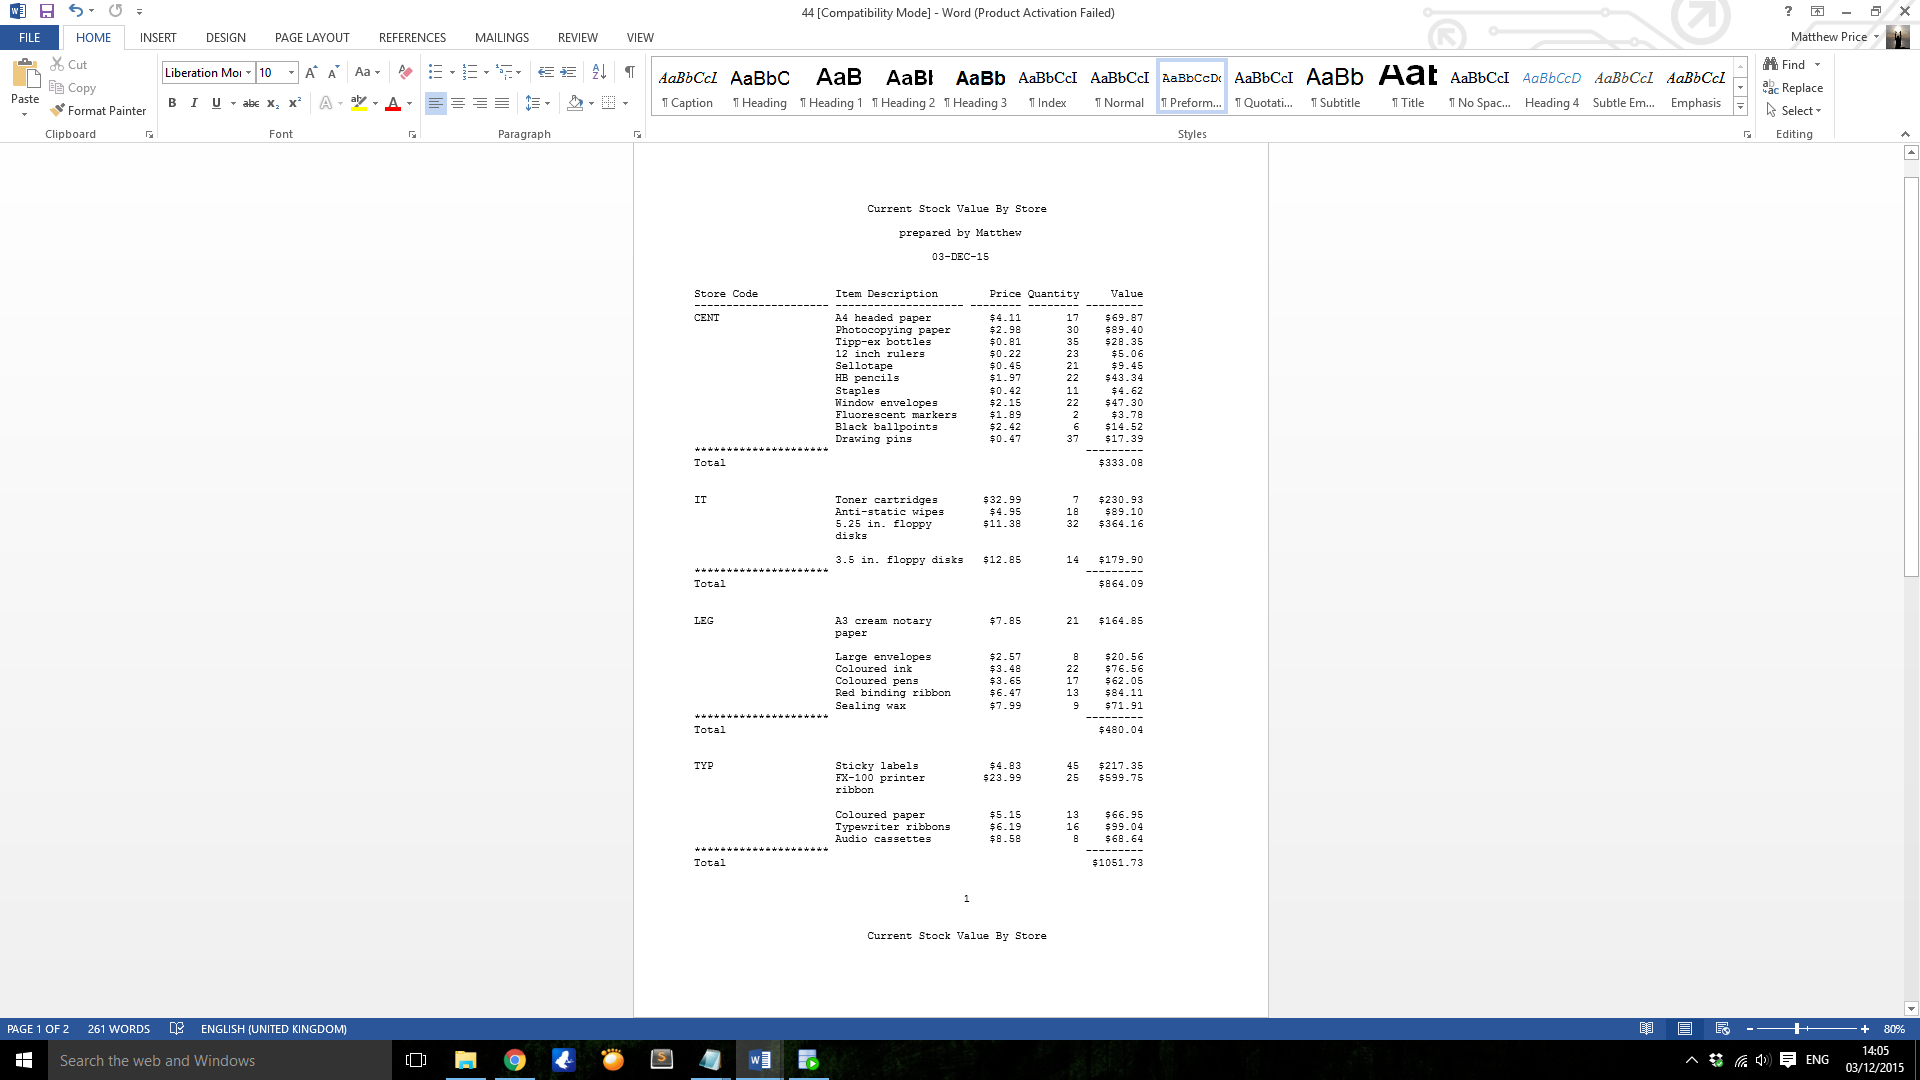 44 [Compatibility Mode] - Word (Product Activation Failed)
FILE HOME INSERT DESIGN PAGE LAYOUT REFERENCES MAILINGS REVIEW VIEW
Matthew Price
Paste
Cut
Copy
Format Painter
Clipboard
Liberation Mo 10
Font
Paragraph
AaBbCcI AaBbC AaB AaBl AaBb AaBbCcI AaBbCcI AaBbCcDc AaBbCcI AaBb AaI AaBbCcI AaBbCcD AaBbCcL AaBbCcI
¶ Caption ¶ Heading ¶ Heading 1 ¶ Heading 2 ¶ Heading 3 ¶ Index ¶ Normal ¶ Preform... ¶ Quotati... ¶ Subtitle ¶ Title ¶ No Spac... Heading 4 Subtle Em... Emphasis
Styles
Find
Replace
Select
Editing
Current Stock Value By Store
prepared by Matthew
03-DEC-15
Store Code Item Description Price Quantity Value
--------------------- -------------------- -------- -------- ---------
CENT A4 headed paper $4.11 17 $69.87
Photocopying paper $2.98 30 $89.40
Tipp-ex bottles $0.81 35 $28.35
12 inch rulers $0.22 23 $5.06
Sellotape $0.45 21 $9.45
HB pencils $1.97 22 $43.34
Staples $0.42 11 $4.62
Window envelopes $2.15 22 $47.30
Fluorescent markers $1.89 2 $3.78
Black ballpoints $2.42 6 $14.52
Drawing pins $0.47 37 $17.39
********************* ---------
Total $333.08
IT Toner cartridges $32.99 7 $230.93
Anti-static wipes $4.95 18 $89.10
5.25 in. floppy $11.38 32 $364.16
disks
3.5 in. floppy disks $12.85 14 $179.90
********************* ---------
Total $864.09
LEG A3 cream notary $7.85 21 $164.85
paper
Large envelopes $2.57 8 $20.56
Coloured ink $3.48 22 $76.56
Coloured pens $3.65 17 $62.05
Red binding ribbon $6.47 13 $84.11
Sealing wax $7.99 9 $71.91
********************* ---------
Total $480.04
TYP Sticky labels $4.83 45 $217.35
FX-100 printer $23.99 25 $599.75
ribbon
Coloured paper $5.15 13 $66.95
Typewriter ribbons $6.19 16 $99.04
Audio cassettes $8.58 8 $68.64
********************* ---------
Total $1051.73
1
Current Stock Value By Store
PAGE 1 OF 2 261 WORDS ENGLISH (UNITED KINGDOM) 80%
Search the web and Windows
ENG
14:05
03/12/2015